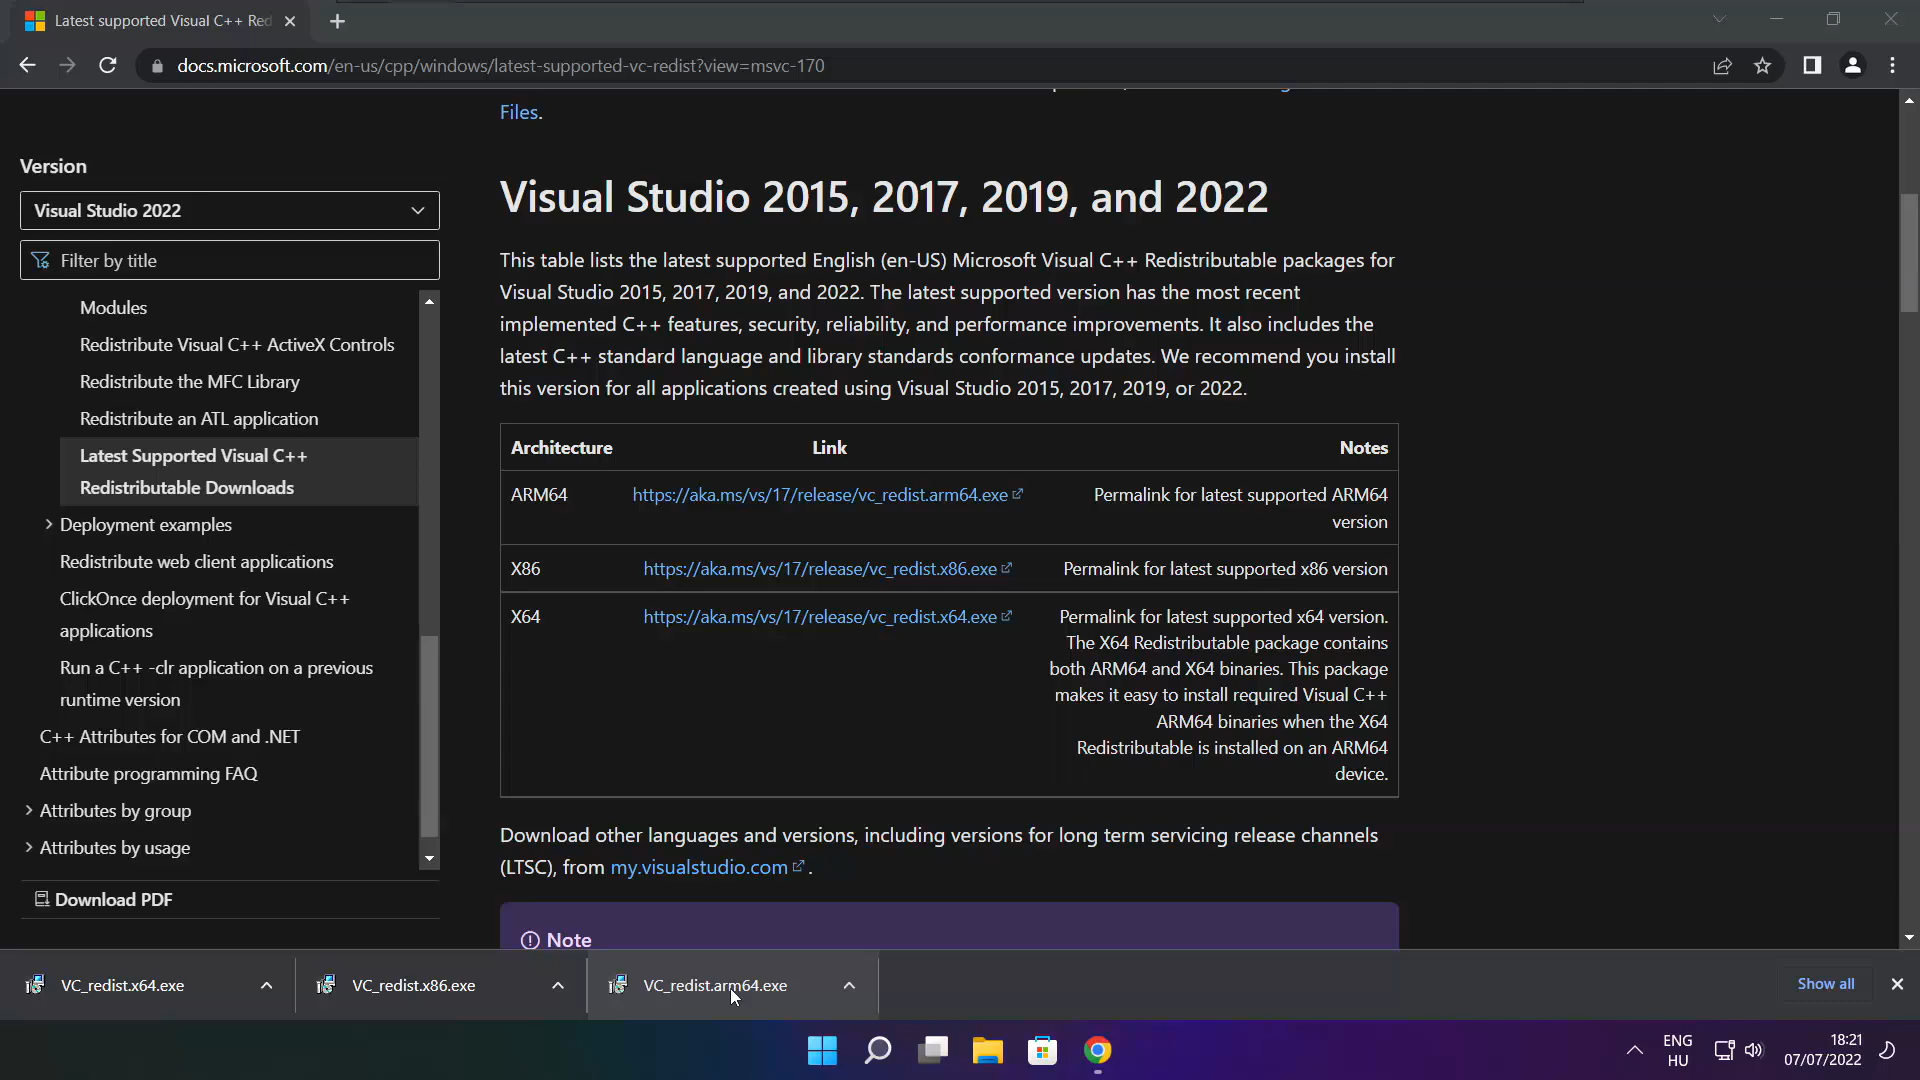 Latest supported Visual C++ Red
docs.microsoft.com/en-us/cpp/windows/latest-supported-vc-redist?view=msvc-170
Files.
Version
Visual Studio 2022
Filter by title
Modules
Redistribute Visual C++ ActiveX Controls
Redistribute the MFC Library
Redistribute an ATL application
Latest Supported Visual C++
Redistributable Downloads
Deployment examples
Redistribute web client applications
ClickOnce deployment for Visual C++
applications
Run a C++ -clr application on a previous
runtime version
C++ Attributes for COM and .NET
Attribute programming FAQ
Attributes by group
Attributes by usage
Download PDF
Visual Studio 2015, 2017, 2019, and 2022
This table lists the latest supported English (en-US) Microsoft Visual C++ Redistributable packages for
Visual Studio 2015, 2017, 2019, and 2022. The latest supported version has the most recent
implemented C++ features, security, reliability, and performance improvements. It also includes the
latest C++ standard language and library standards conformance updates. We recommend you install
this version for all applications created using Visual Studio 2015, 2017, 2019, or 2022.
Architecture Link Notes
ARM64 https://aka.ms/vs/17/release/vc_redist.arm64.exe Permalink for latest supported ARM64
version
X86 https://aka.ms/vs/17/release/vc_redist.x86.exe Permalink for latest supported x86 version
X64 https://aka.ms/vs/17/release/vc_redist.x64.exe Permalink for latest supported x64 version.
The X64 Redistributable package contains
both ARM64 and X64 binaries. This package
makes it easy to install required Visual C++
ARM64 binaries when the X64
Redistributable is installed on an ARM64
device.
Download other languages and versions, including versions for long term servicing release channels
(LTSC), from my.visualstudio.com .
Note
VC_redist.x64.exe
VC_redist.x86.exe
VC_redist.arm64.exe
Show all
ENG
HU
18:21
07/07/2022